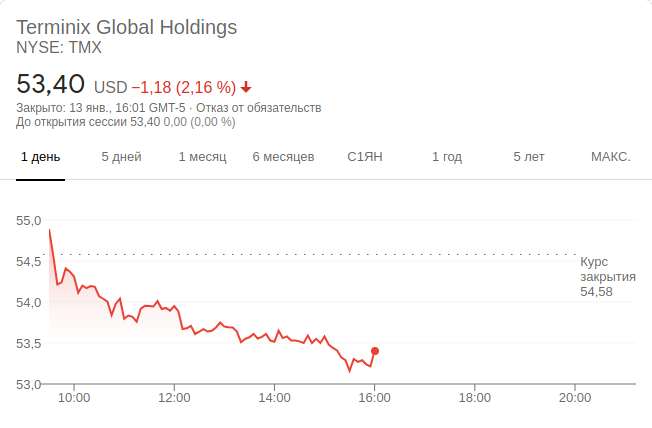 Terminix Global Holdings
NYSE: TMX
53,40 USD −1,18 (2,16 %)
Закрыто: 13 янв., 16:01 GMT-5 · Отказ от обязательств
До открытия сессии 53,40 0,00 (0,00 %)
1 день 5 дней 1 месяц 6 месяцев С1ЯН 1 год 5 лет МАКС.
55,0
54,5
54,0
53,5
53,0
Курс
закрытия
54,58
10:00 12:00 14:00 16:00 18:00 20:00